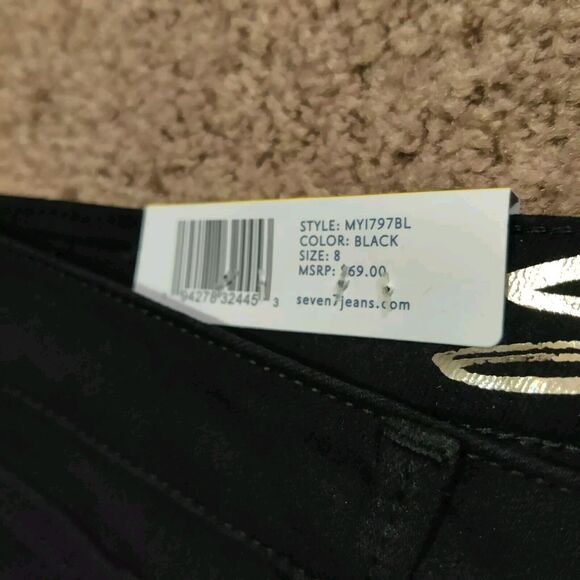 STYLE: MYI797BL
COLOR: BLACK
SIZE: 8
MSRP: $69.00
seven7jeans.com
94278 32445 3